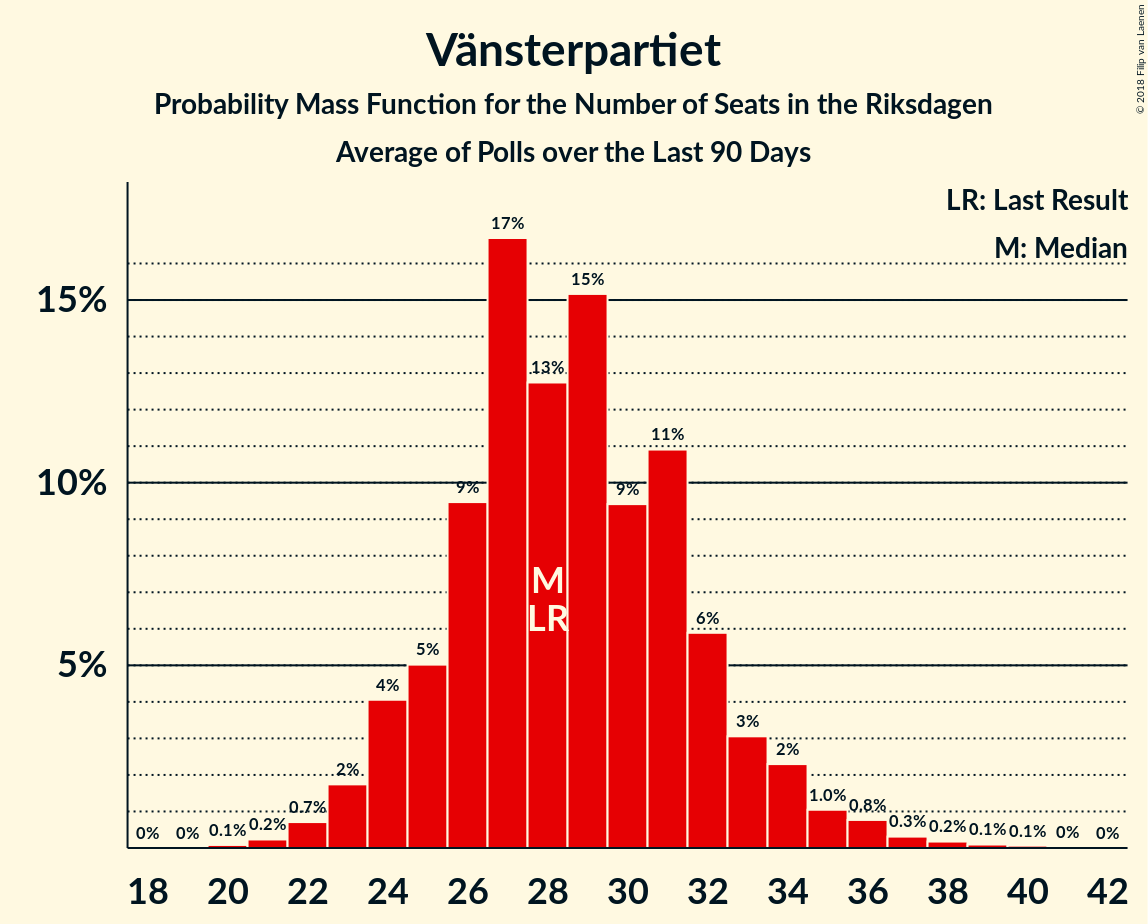 Vänsterpartiet
Probability Mass Function for the Number of Seats in the Riksdagen
Average of Polls over the Last 90 Days
© 2018 Filip van Laenen
LR: Last Result
M: Median
15%
10%
5%
0% 0% 0.1% 0.2% 0.7% 2% 4% 5% 9% 17% 13% 15% 9% 11% 6% 3% 2% 1.0% 0.8% 0.3% 0.2% 0.1% 0.1% 0% 0%
M
LR
18 20 22 24 26 28 30 32 34 36 38 40 42